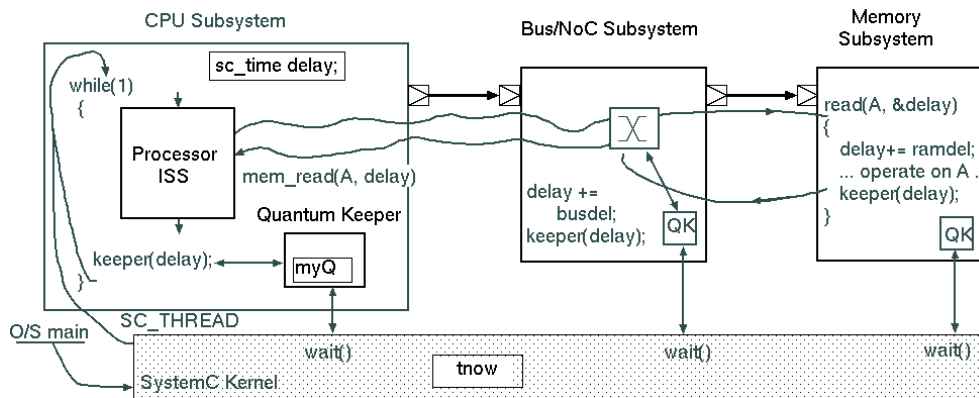 CPU Subsystem
Bus/NoC Subsystem
Memory
Subsystem
sc_time delay;
while(1)
{
Processor
ISS
mem_read(A, delay)
Quantum Keeper
keeper(delay);
myQ
}
SC_THREAD
delay +=
busdel;
keeper(delay);
QK
read(A, &delay)
{
delay+= ramdel;
... operate on A .
keeper(delay);
}
QK
O/S main
wait()
wait()
wait()
tnow
SystemC Kernel